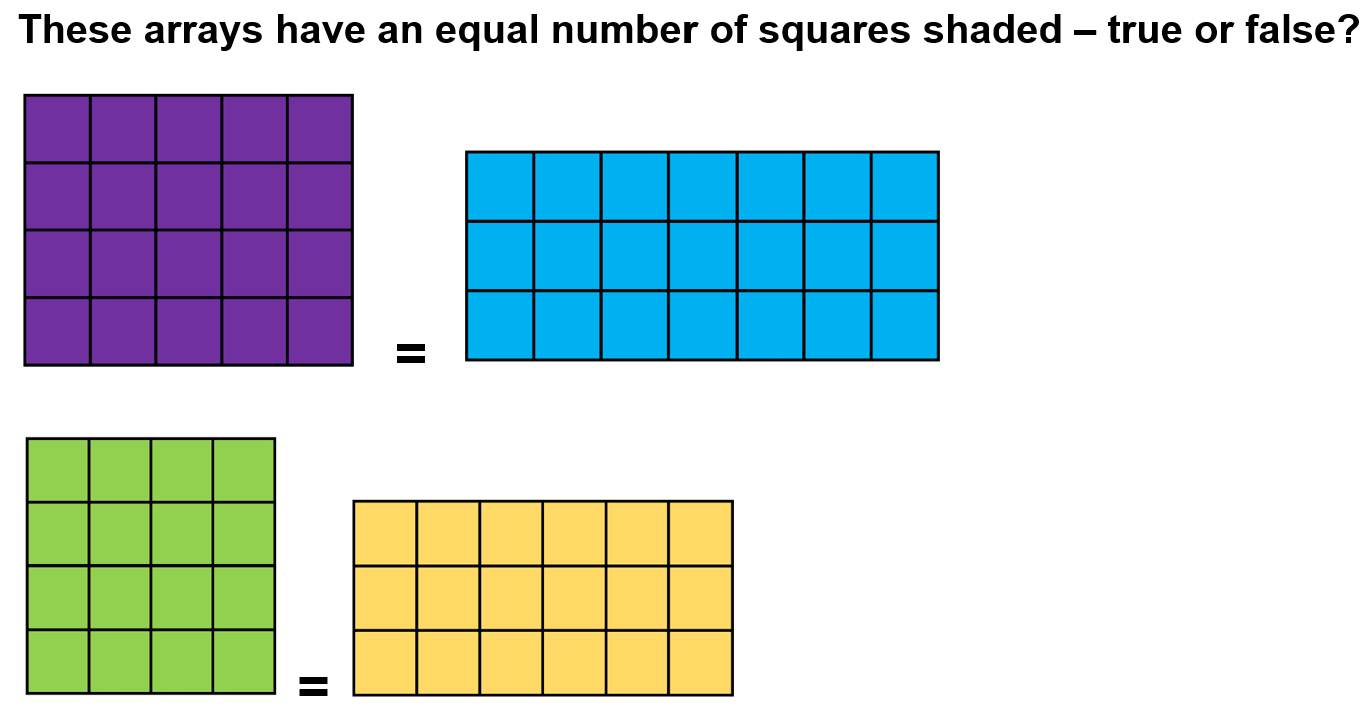 These arrays have an equal number of squares shaded – true or false?
=
=